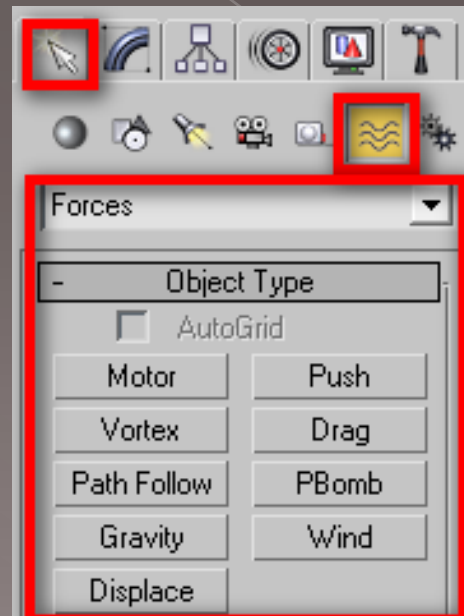 Forces
- Object Type
AutoGrid
Motor Push
Vortex Drag
Path Follow PBomb
Gravity Wind
Displace